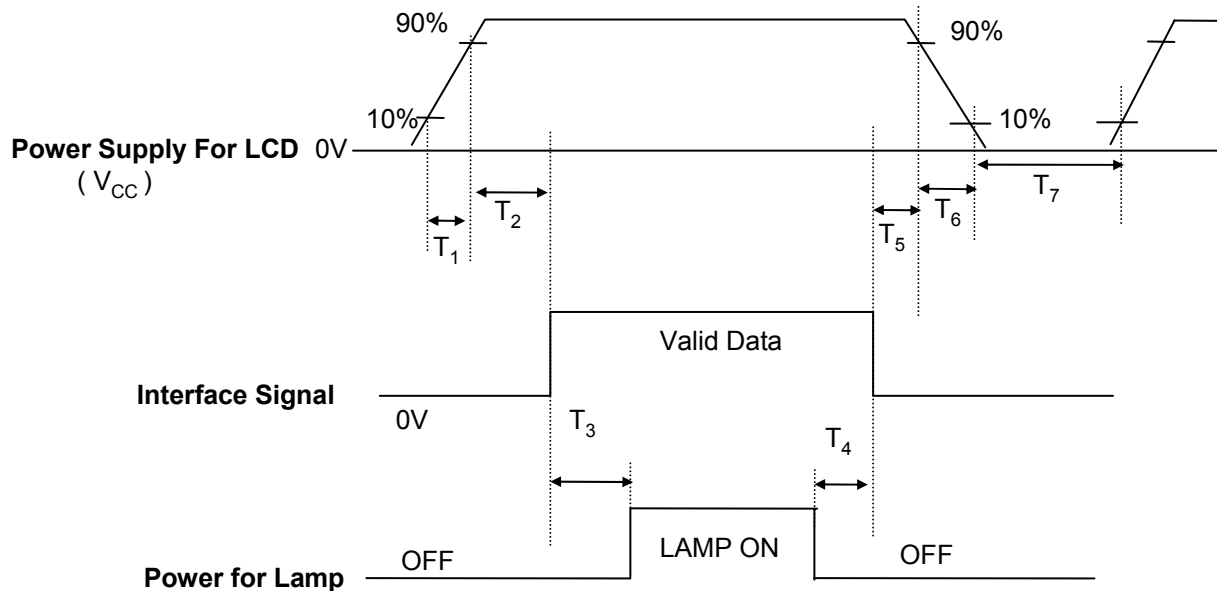 90%
90%
10%
10%
Power Supply For LCD 0V
( VCC )
T1
T2
T5
T6
T7
Valid Data
Interface Signal
0V
T3
T4
LAMP ON
OFF
OFF
Power for Lamp